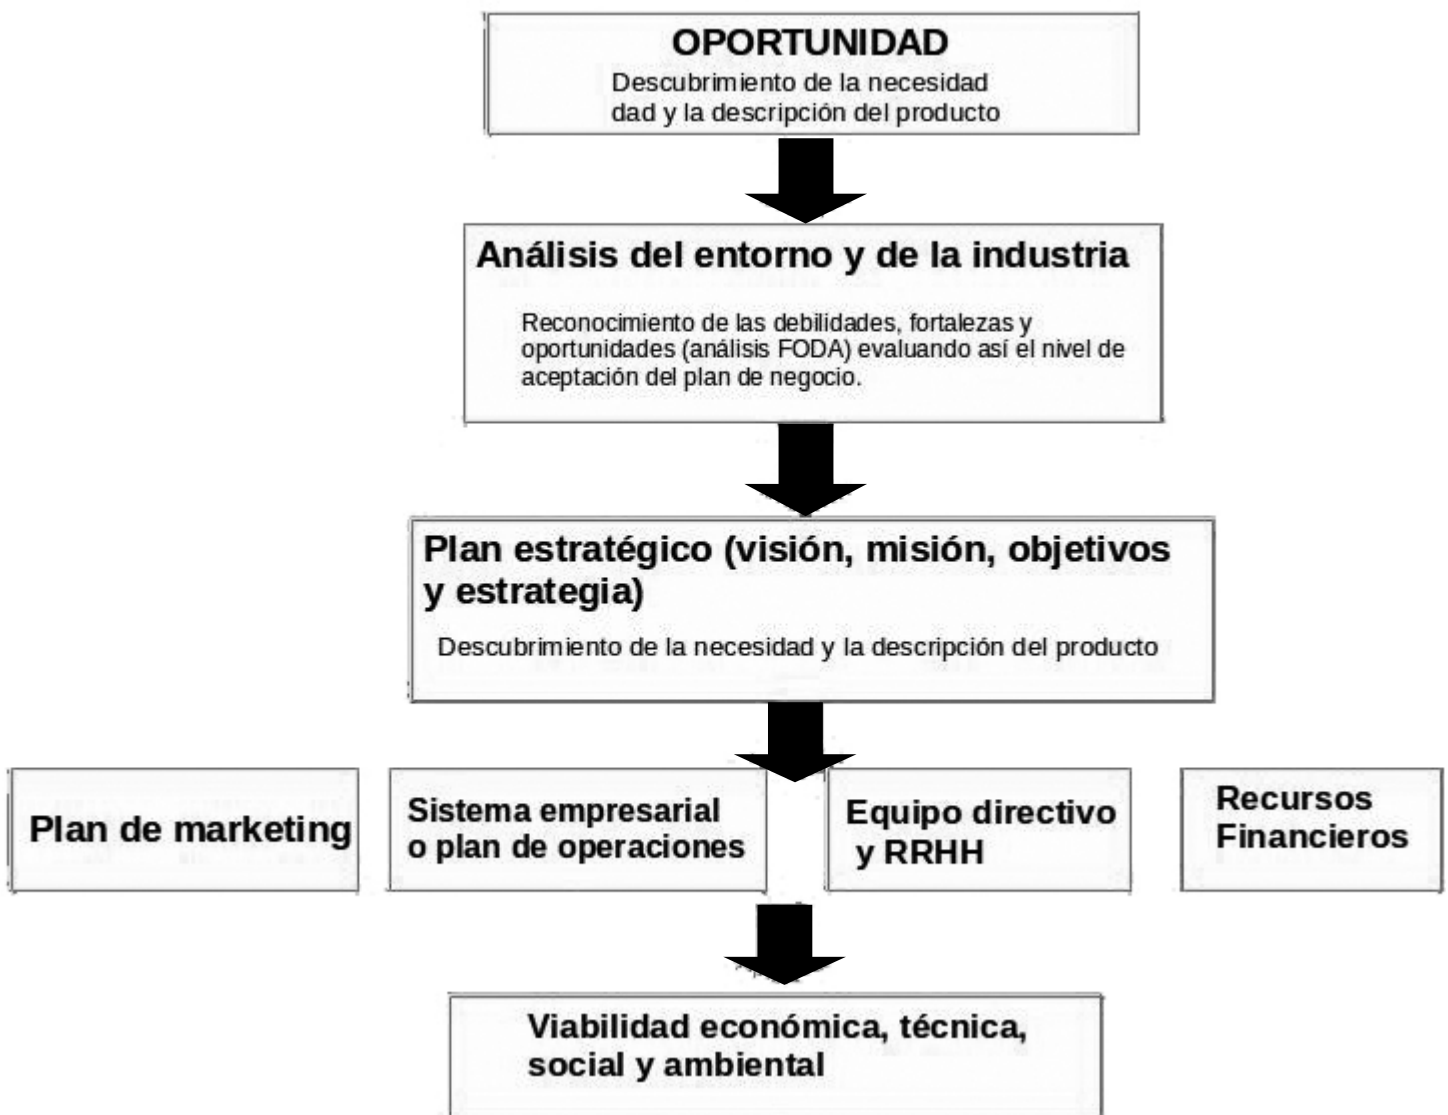 OPORTUNIDAD
Descubrimiento de la necesidad
dad y la descripción del producto
Análisis del entorno y de la industria
Reconocimiento de las debilidades, fortalezas y
oportunidades (análisis FODA) evaluando así el nivel de
aceptación del plan de negocio.
Plan estratégico (visión, misión, objetivos
y estrategia)
Descubrimiento de la necesidad y la descripción del producto
Plan de marketing
Sistema empresarial
o plan de operaciones
Equipo directivo
y RRHH
Recursos
Financieros
Viabilidad económica, técnica,
social y ambiental